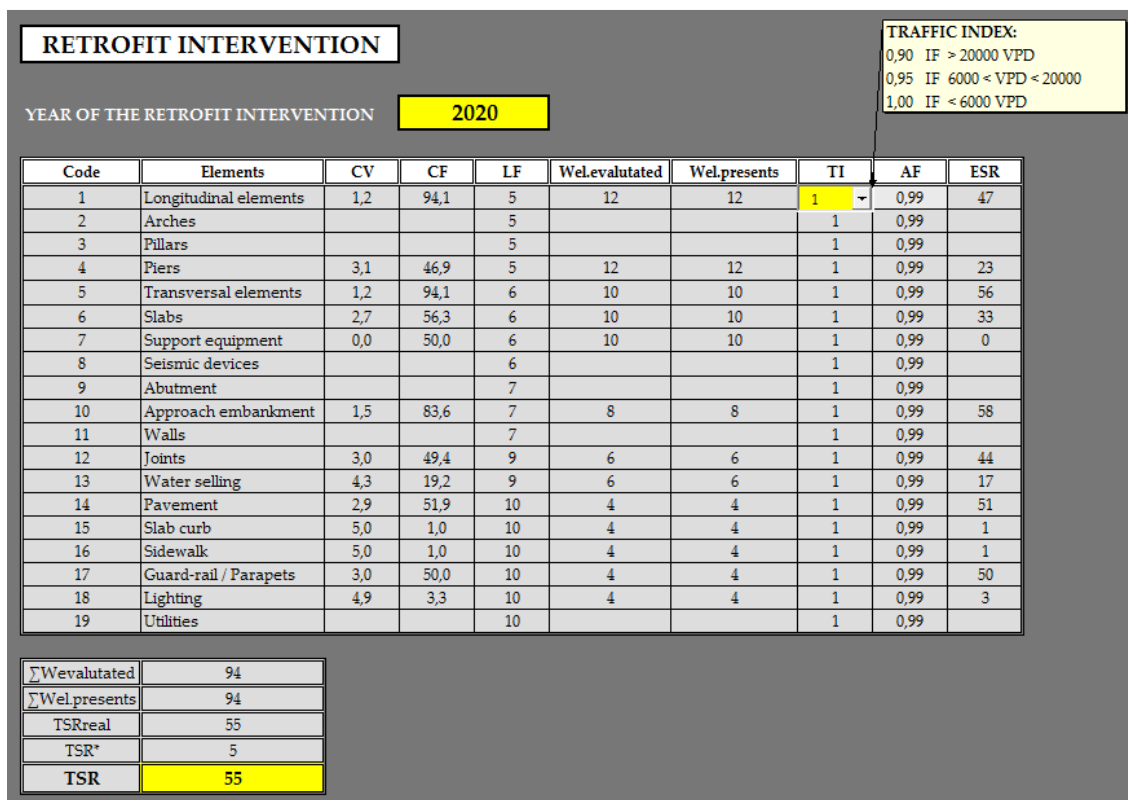 RETROFIT INTERVENTION
TRAFFIC INDEX:
0,90 IF > 20000 VPD
0,95 IF 6000 < VPD < 20000
1,00 IF < 6000 VPD
YEAR OF THE RETROFIT INTERVENTION 2020
Code Elements CV CF LF Wel.evalutated Wel.presents TI AF ESR
1 Longitudinal elements 1,2 94,1 5 12 12 1 0,99 47
2 Arches 5 1 0,99
3 Pillars 5 1 0,99
4 Piers 3,1 46,9 5 12 12 1 0,99 23
5 Transversal elements 1,2 94,1 6 10 10 1 0,99 56
6 Slabs 2,7 56,3 6 10 10 1 0,99 33
7 Support equipment 0,0 50,0 6 10 10 1 0,99 0
8 Seismic devices 6 1 0,99
9 Abutment 7 1 0,99
10 Approach embankment 1,5 83,6 7 8 8 1 0,99 58
11 Walls 7 1 0,99
12 Joints 3,0 49,4 9 6 6 1 0,99 44
13 Water selling 4,3 19,2 9 6 6 1 0,99 17
14 Pavement 2,9 51,9 10 4 4 1 0,99 51
15 Slab curb 5,0 1,0 10 4 4 1 0,99 1
16 Sidewalk 5,0 1,0 10 4 4 1 0,99 1
17 Guard-rail / Parapets 3,0 50,0 10 4 4 1 0,99 50
18 Lighting 4,9 3,3 10 4 4 1 0,99 3
19 Utilities 10 1 0,99
∑Wevalutated 94
∑Wel.presents 94
TSRreal 55
TSR* 5
TSR 55